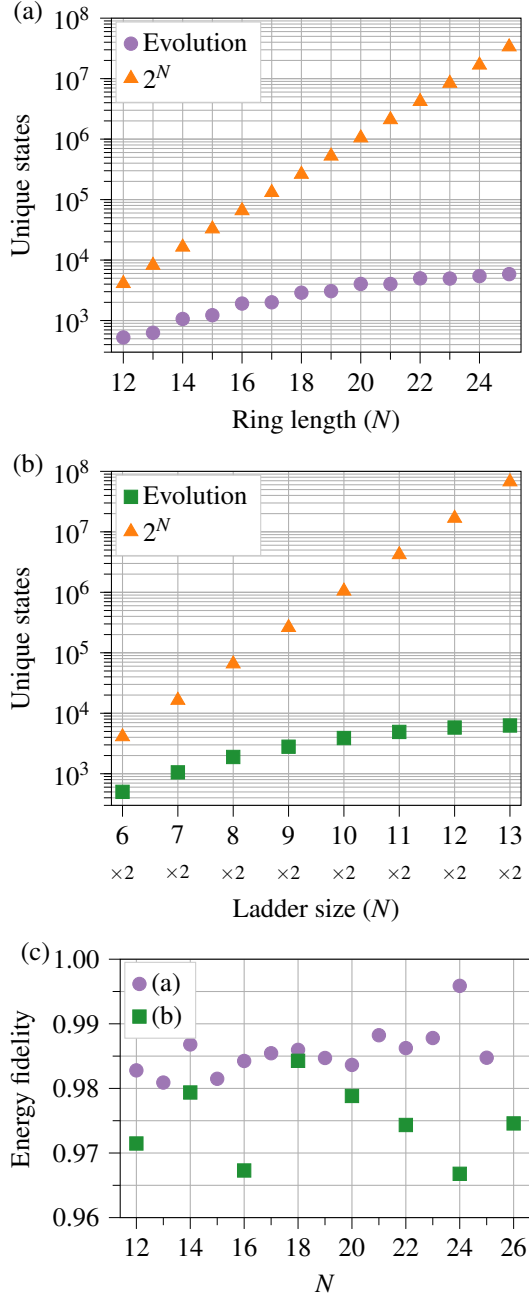 (a)
10^8
10^7
10^6
10^5
10^4
10^3
Unique states
Evolution
2^N
12 14 16 18 20 22 24
Ring length (N)
(b)
10^8
10^7
10^6
10^5
10^4
10^3
Unique states
Evolution
2^N
6 7 8 9 10 11 12 13
×2 ×2 ×2 ×2 ×2 ×2 ×2 ×2
Ladder size (N)
(c)
1.00
0.99
0.98
0.97
0.96
Energy fidelity
(a)
(b)
12 14 16 18 20 22 24 26
N